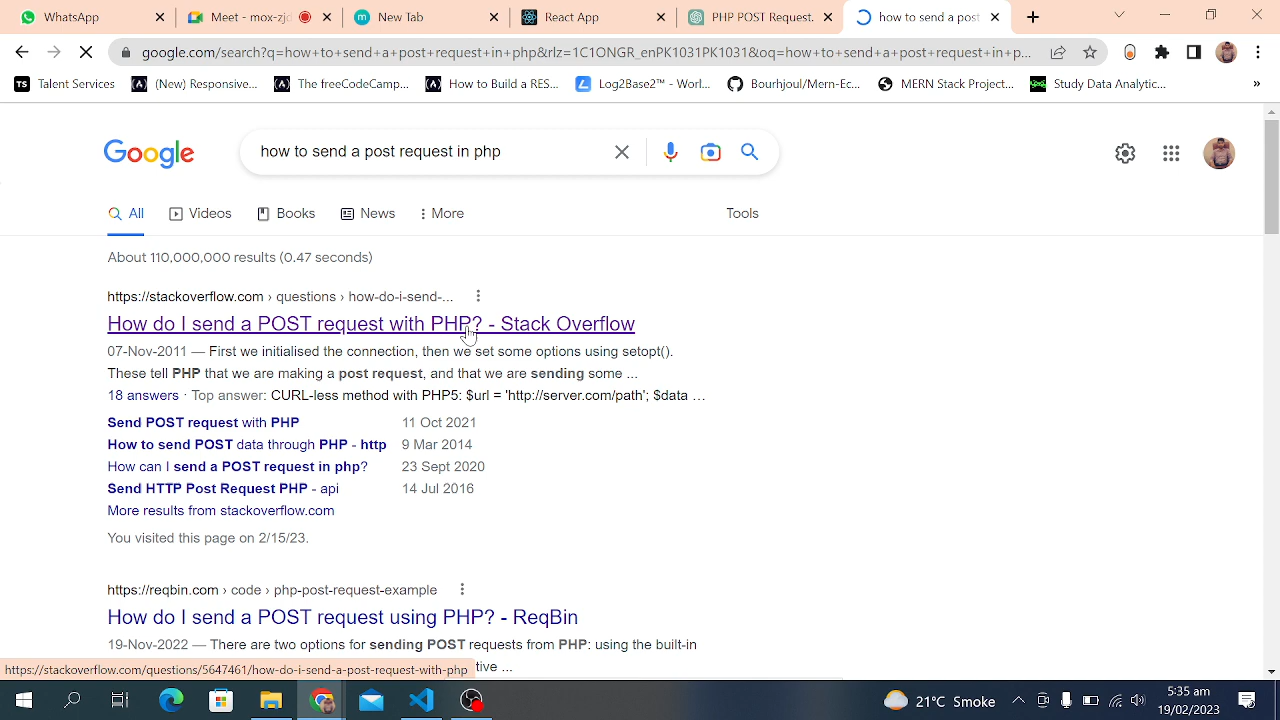 WhatsApp
Meet - mox-zjc
New Tab
React App
PHP POST Request.
how to send a post
google.com/search?q=how+to+send+a+post+request+in+php&rlz=1C1ONGR_enPK1031PK1031&oq=how+to+send+a+post+request+in+p...
TS Talent Services
(New) Responsive...
The freeCodeCamp...
How to Build a RES...
Log2Base2™ - Worl...
Bourhjoul/Mern-Ec...
MERN Stack Project...
Study Data Analytic...
»
Google
how to send a post request in php
All
Videos
Books
News
More
Tools
About 110,000,000 results (0.47 seconds)
https://stackoverflow.com › questions › how-do-i-send-...
How do I send a POST request with PHP? - Stack Overflow
07-Nov-2011 — First we initialised the connection, then we set some options using setopt().
These tell PHP that we are making a post request, and that we are sending some ...
18 answers · Top answer: CURL-less method with PHP5: $url = 'http://server.com/path'; $data ...
Send POST request with PHP 11 Oct 2021
How to send POST data through PHP - http 9 Mar 2014
How can I send a POST request in php? 23 Sept 2020
Send HTTP Post Request PHP - api 14 Jul 2016
More results from stackoverflow.com
You visited this page on 2/15/23.
https://reqbin.com › code › php-post-request-example
How do I send a POST request using PHP? - ReqBin
19-Nov-2022 — There are two options for sending POST requests from PHP: using the built-in
tive ...
https://stackoverflow.com/questions/5647461/how-do-i-send-a-post-request-with-php
21°C Smoke
5:35 am
19/02/2023